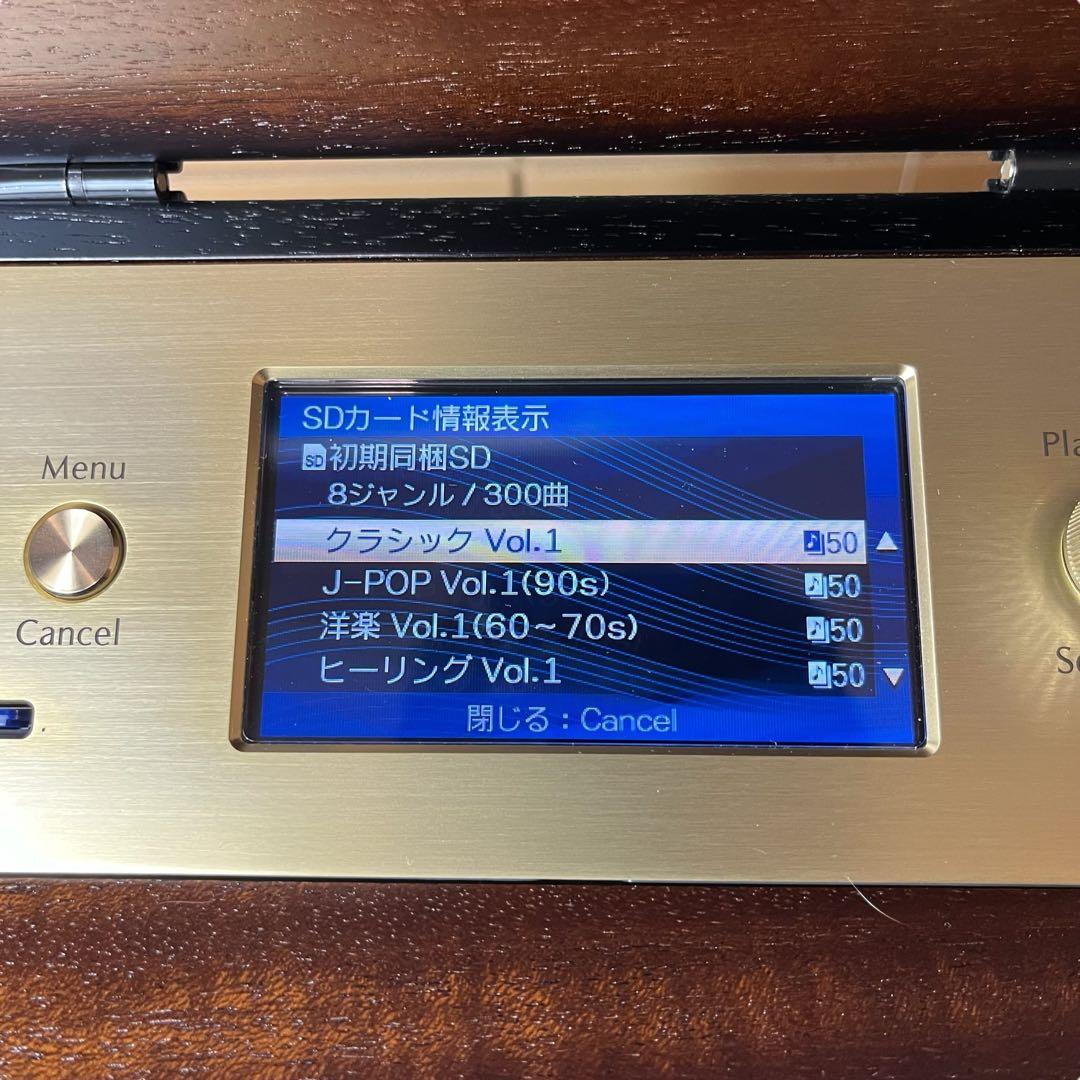 SDカード情報表示
SD 初期同梱SD
8ジャンル / 300曲
クラシック Vol.1 50
J-POP Vol.1(90s) 50
洋楽 Vol.1(60~70s) 50
ヒーリング Vol.1 50
閉じる：Cancel
Menu
Cancel